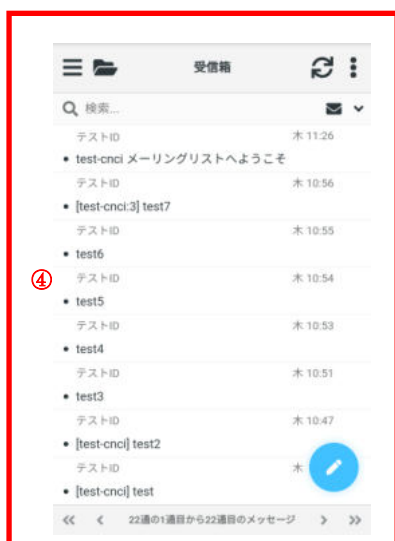 受信箱
検索...
テストID 木 11:26
test-cnci メーリングリストへようこそ
テストID 木 10:56
[test-cnci:3] test7
テストID 木 10:55
test6
テストID 木 10:54
④
test5
テストID 木 10:53
test4
テストID 木 10:51
test3
テストID 木 10:47
[test-cnci] test2
テストID 木
[test-cnci] test
22通の1通目から22通目のメッセージ